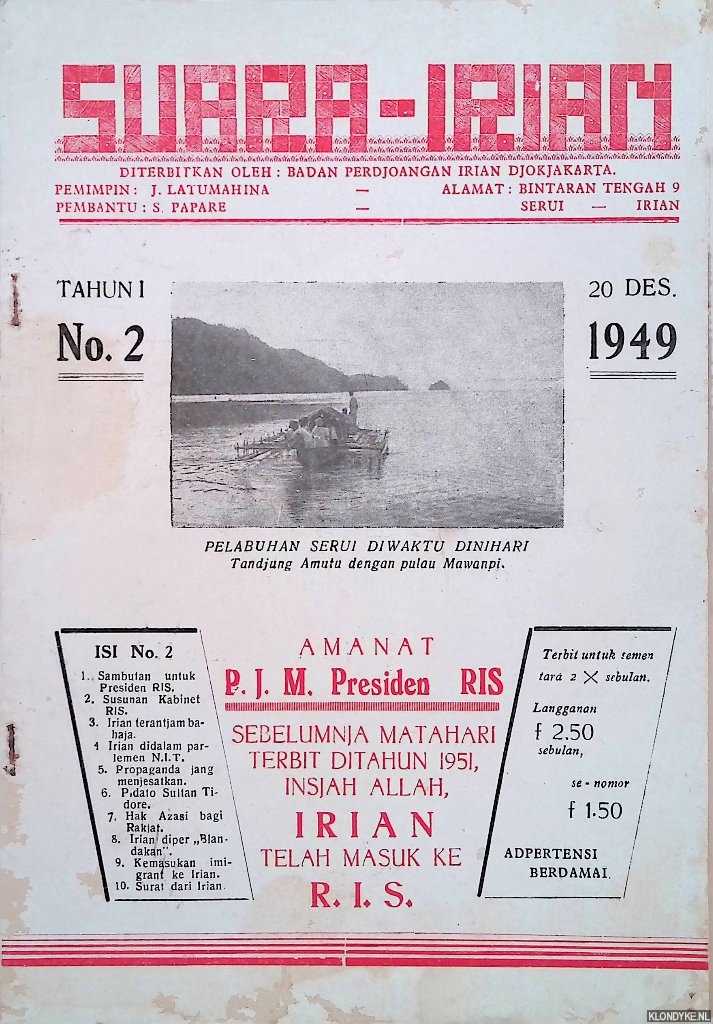 SUARA-IRIAN
DITERBITKAN OLEH : BADAN PERDJOANGAN IRIAN DJOKJAKARTA.
PEMIMPIN : J. LATUMAHINA — ALAMAT : BINTARAN TENGAH 9
PEMBANTU : S. PAPARE — SERUI — IRIAN
TAHUN I
No. 2
20 DES.
1949
PELABUHAN SERUI DIWAKTU DINIHARI
Tandjung Amutu dengan pulau Mawanpi.
ISI No. 2
1. Sambutan untuk
Presiden RIS.
2. Susunan Kabinet
RIS.
3. Irian terantjam ba-
haja.
4 Irian didalam par-
lemen N.I.T.
5. Propaganda jang
menjesatkan.
6. Pidato Sultan Ti-
dore.
7. Hak Azasi bagi
Rakjat.
8. Irian diper „Blan-
dakan".
9. Kemasukan imi-
grant ke Irian.
10. Surat dari Irian.
AMANAT
P. J. M. Presiden RIS
SEBELUMNJA MATAHARI
TERBIT DITAHUN 1951,
INSJAH ALLAH,
IRIAN
TELAH MASUK KE
R. I. S.
Terbit untuk semen
tara 2 X sebulan.
Langganan
f 2.50
sebulan,
se - nomor
f 1.50
ADPERTENSI
BERDAMAI.
KLONDYKE.NL